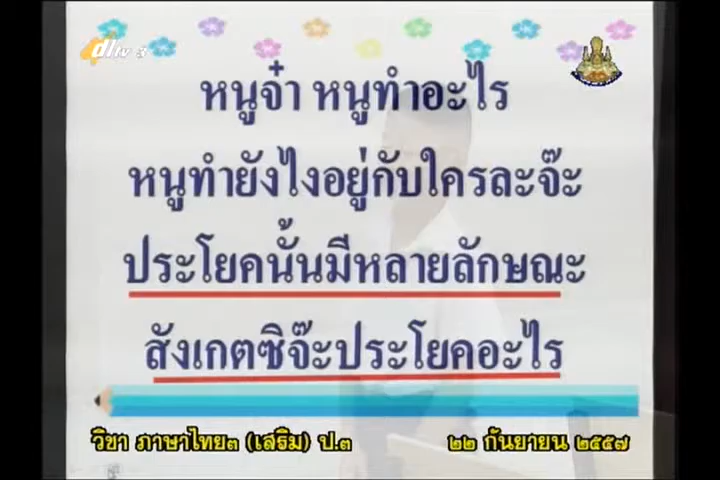 dltv 3
หนูจ๋า หนูทำอะไร
หนูทำยังไงอยู่กับใครละจ๊ะ
ประโยคนั้นมีหลายลักษณะ
สังเกตซิจ๊ะประโยคอะไร
วิชา ภาษาไทย๓ (เสริม) ป.๓
๒๒ กันยายน ๒๕๕๗